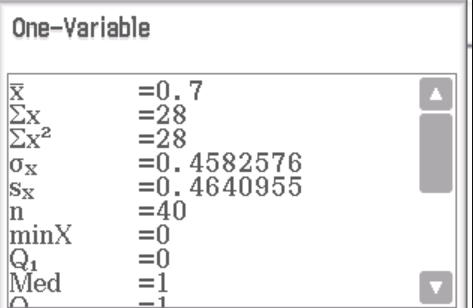 One-Variable
x̄ =0.7
Σx =28
Σx² =28
σx =0.4582576
sx =0.4640955
n =40
minX =0
Q₁ =0
Med =1